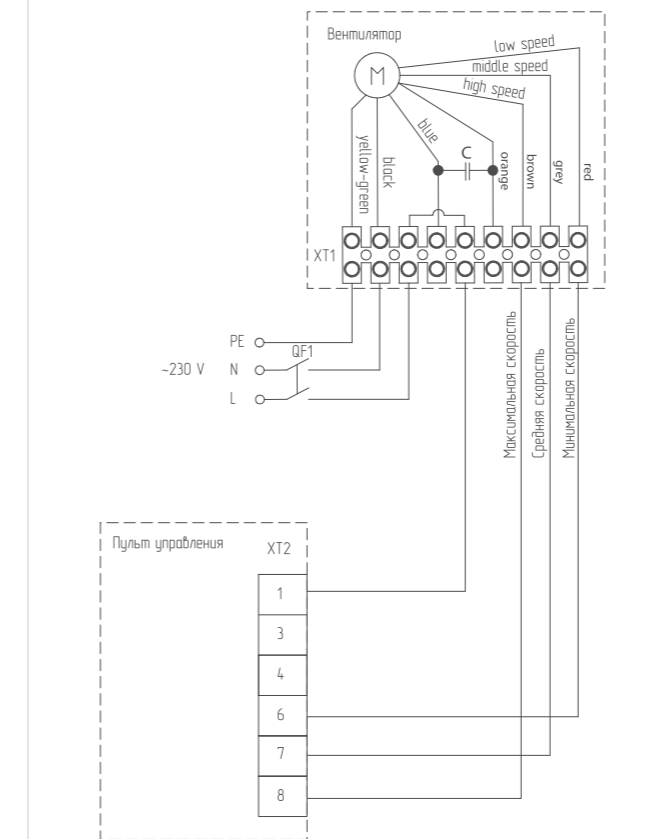 Вентилятор
M
low speed
middle speed
high speed
yellow-green
black
blue
C
orange
brown
grey
red
XT1
PE
QF1
~230 V
N
L
Максимальная скорость
Средняя скорость
Минимальная скорость
Пульт управления
XT2
1
3
4
6
7
8